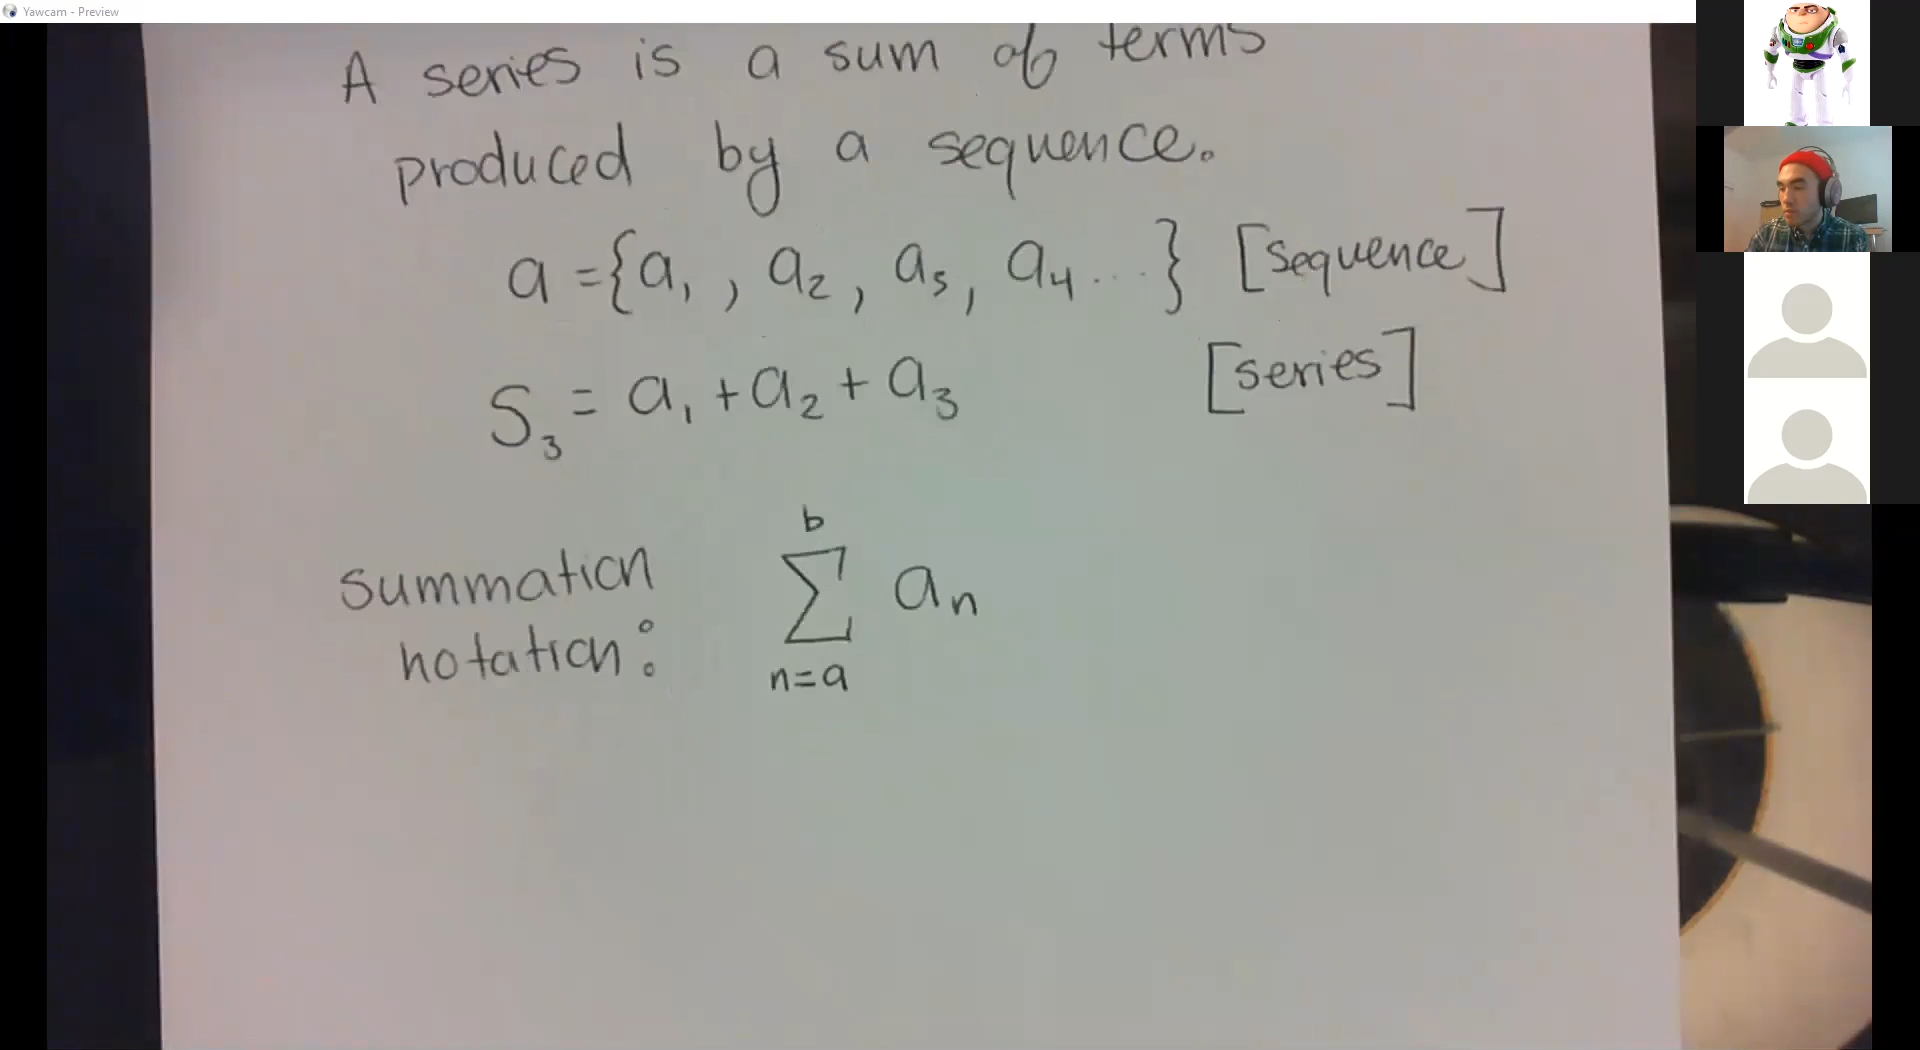 Yawcam - Preview
A series is a sum of terms
produced by a sequence.
a = {a₁, a₂, a₃, a₄ ... } [sequence]
S₃ = a₁ + a₂ + a₃ [series]
b
summation ∑ aₙ
notation: n=a